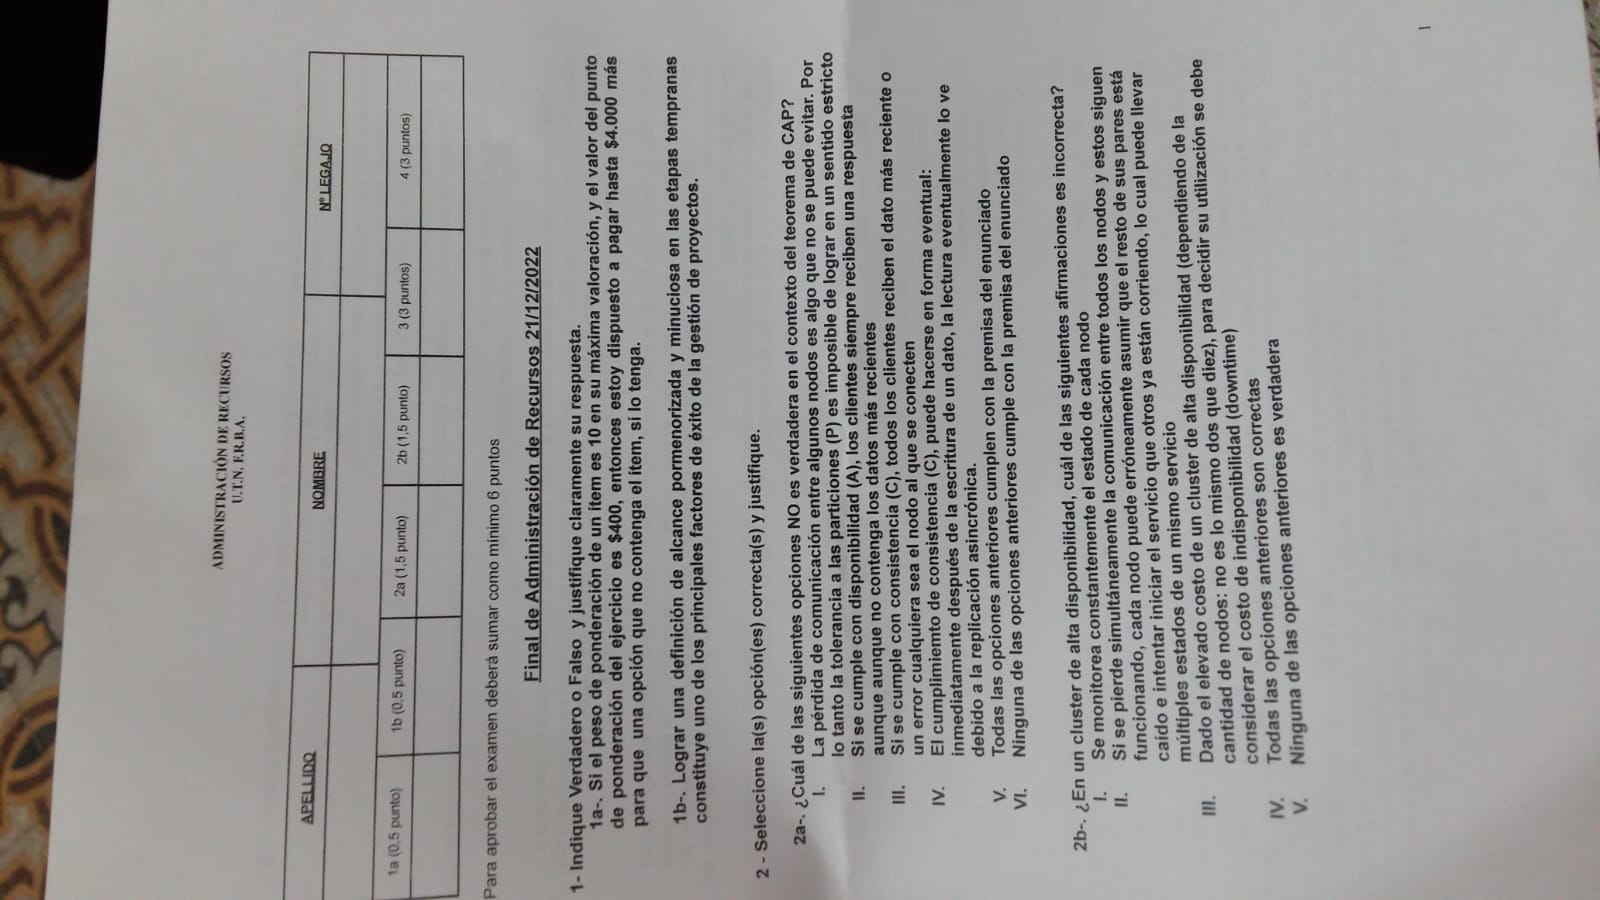 ADMINISTRACIÓN DE RECURSOS
U.T.N. F.R.B.A.
APELLIDO NOMBRE Nº LEGAJO
1a (0,5 punto) 1b (0,5 punto) 2a (1,5 punto) 2b (1,5 punto) 3 (3 puntos) 4 (3 puntos)
Para aprobar el examen deberá sumar como mínimo 6 puntos
Final de Administración de Recursos 21/12/2022
1- Indique Verdadero o Falso y justifique claramente su respuesta.
1a-. Si el peso de ponderación de un ítem es 10 en su máxima valoración, y el valor del punto
de ponderación del ejercicio es $400, entonces estoy dispuesto a pagar hasta $4.000 más
para que una opción que no contenga el ítem, si lo tenga.
1b-. Lograr una definición de alcance pormenorizada y minuciosa en las etapas tempranas
constituye uno de los principales factores de éxito de la gestión de proyectos.
2 - Seleccione la(s) opción(es) correcta(s) y justifique.
2a-. ¿Cuál de las siguientes opciones NO es verdadera en el contexto del teorema de CAP?
I. La pérdida de comunicación entre algunos nodos es algo que no se puede evitar. Por
lo tanto la tolerancia a las particiones (P) es imposible de lograr en un sentido estricto
II. Si se cumple con disponibilidad (A), los clientes siempre reciben una respuesta
aunque aunque no contenga los datos más recientes
III. Si se cumple con consistencia (C), todos los clientes reciben el dato más reciente o
un error cualquiera sea el nodo al que se conecten
IV. El cumplimiemto de consistencia (C), puede hacerse en forma eventual:
inmediatamente después de la escritura de un dato, la lectura eventualmente lo ve
debido a la replicación asincrónica.
V. Todas las opciones anteriores cumplen con la premisa del enunciado
VI. Ninguna de las opciones anteriores cumple con la premisa del enunciado
2b-. ¿En un cluster de alta disponibilidad, cuál de las siguientes afirmaciones es incorrecta?
I. Se monitorea constantemente el estado de cada nodo
II. Si se pierde simultáneamente la comunicación entre todos los nodos y estos siguen
funcionando, cada nodo puede erróneamente asumir que el resto de sus pares está
caído e intentar iniciar el servicio que otros ya están corriendo, lo cual puede llevar
múltiples estados de un mismo servicio
III. Dado el elevado costo de un cluster de alta disponibilidad (dependiendo de la
cantidad de nodos: no es lo mismo dos que diez), para decidir su utilización se debe
considerar el costo de indisponibilidad (downtime)
IV. Todas las opciones anteriores son correctas
V. Ninguna de las opciones anteriores es verdadera
1